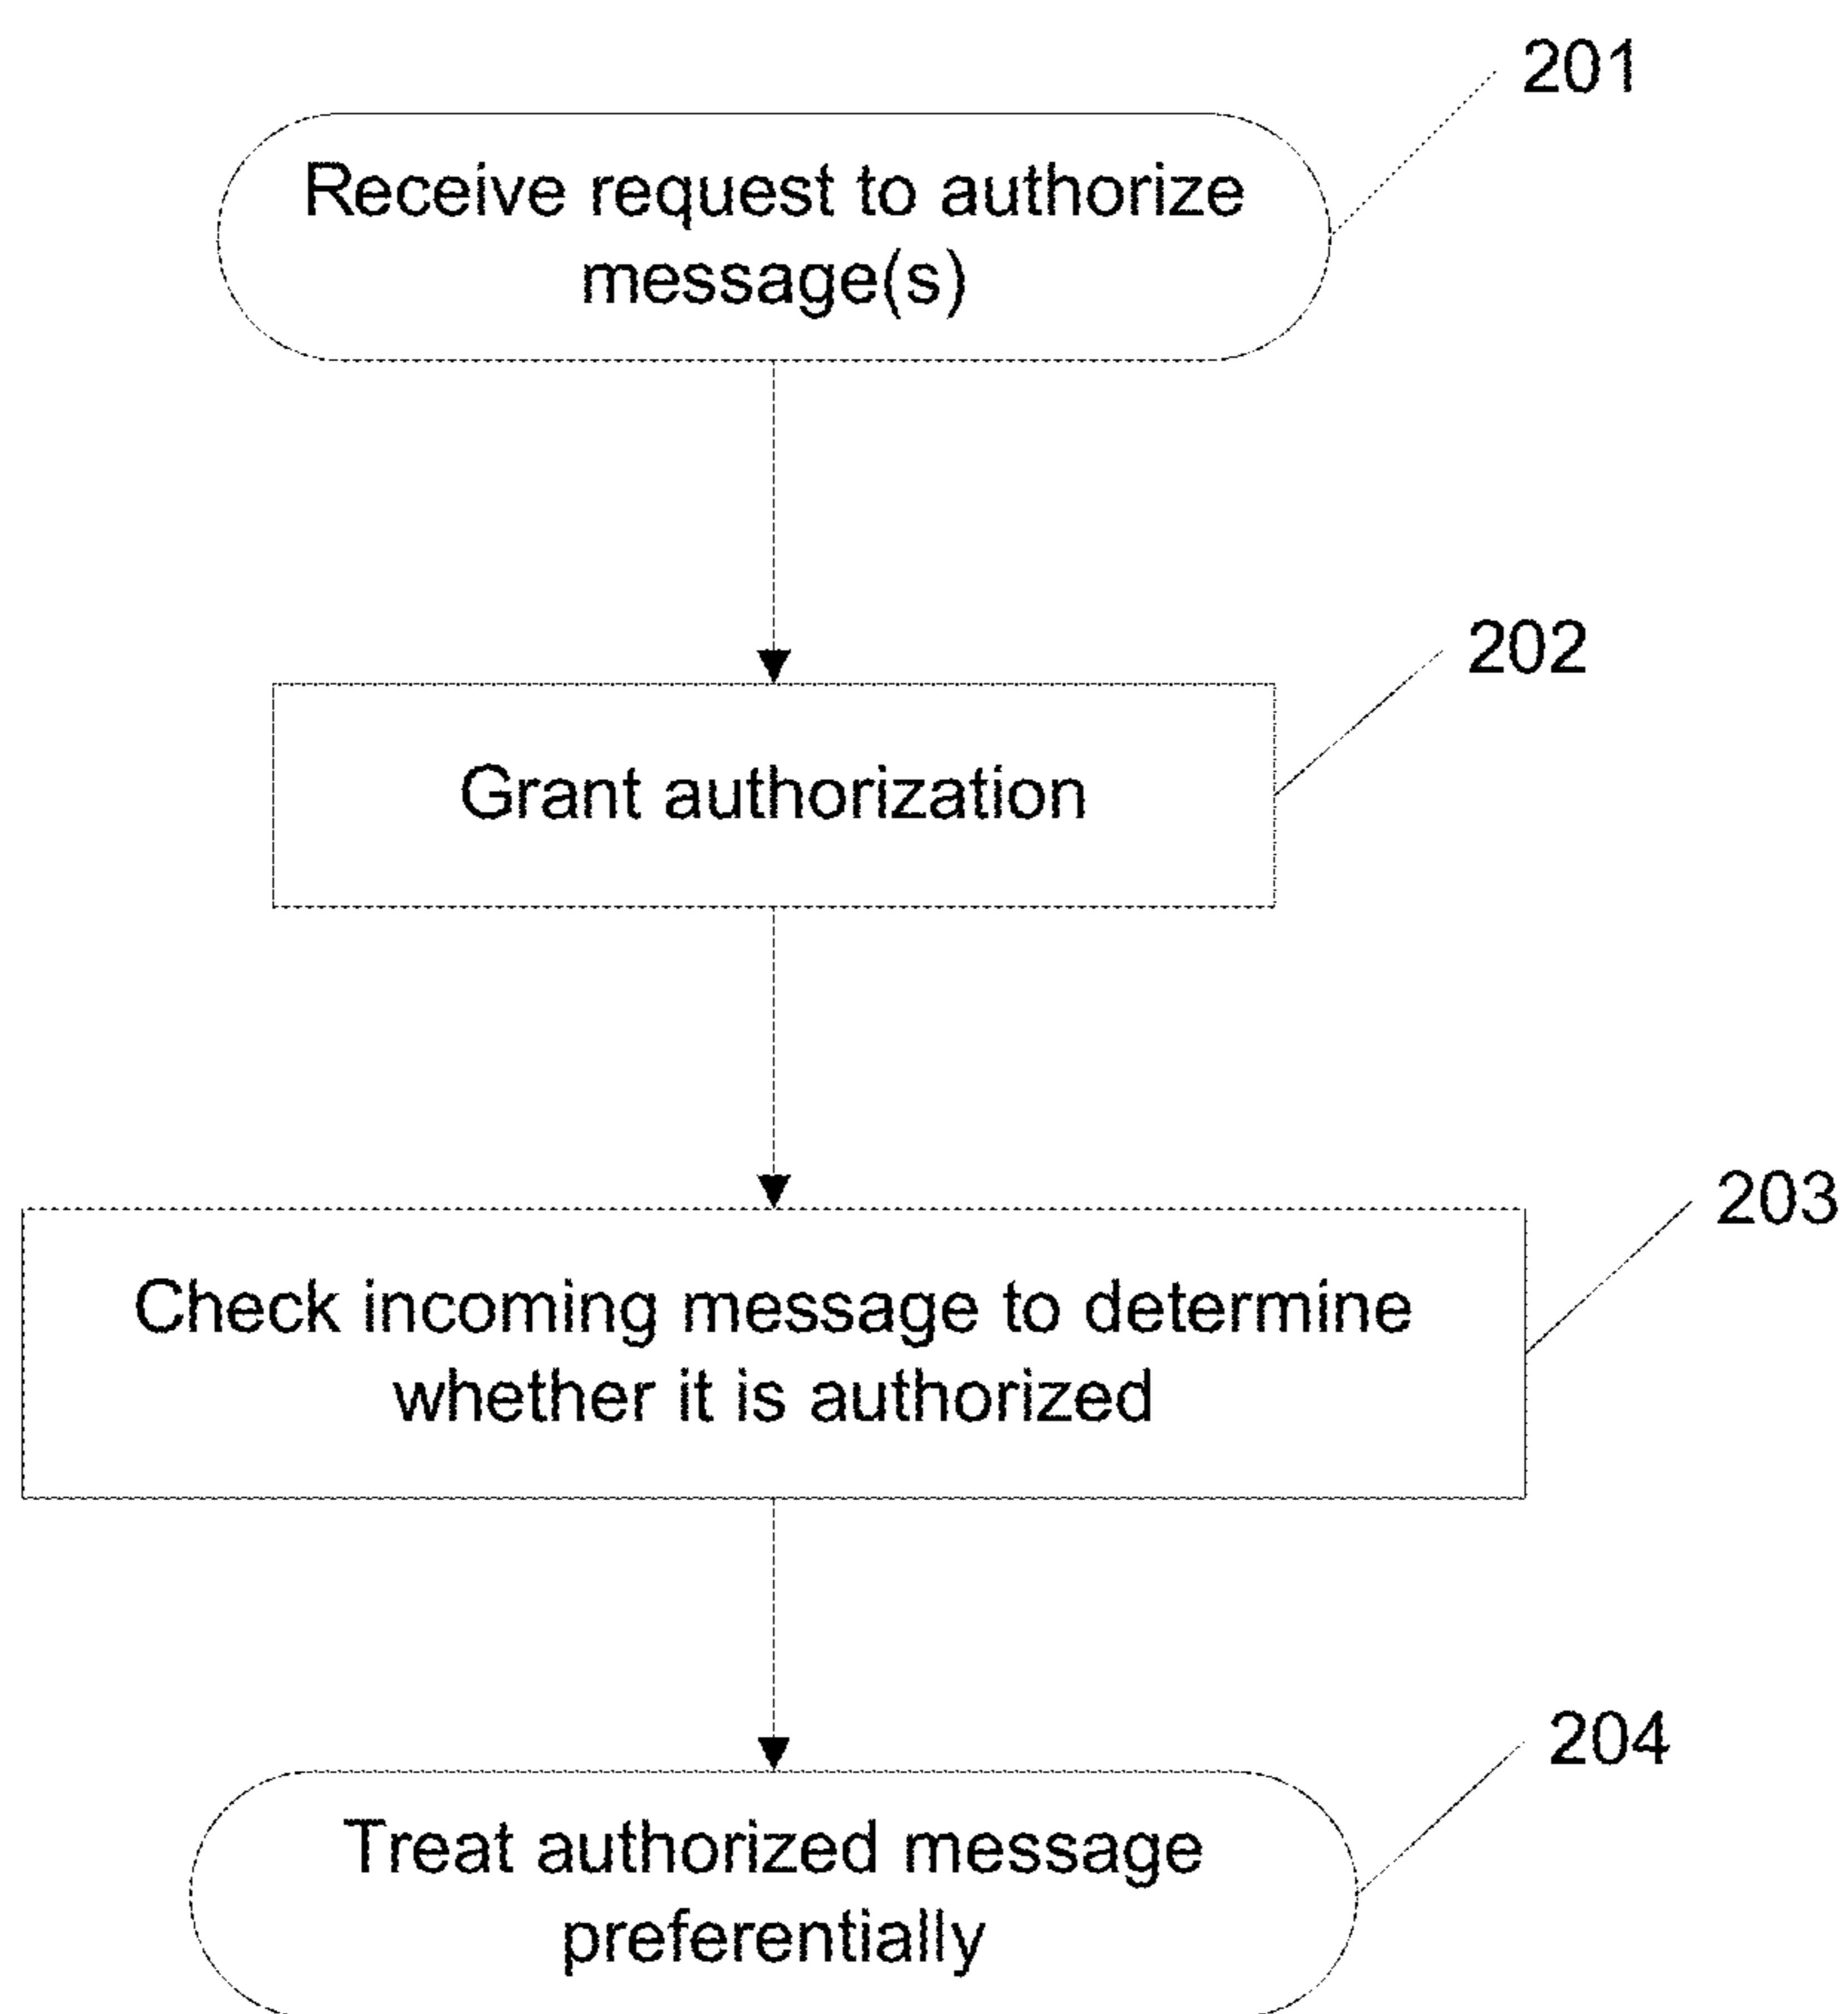 201
Receive request to authorize
message(s)
202
Grant authorization
203
Check incoming message to determine
whether it is authorized
204
Treat authorized message
preferentially